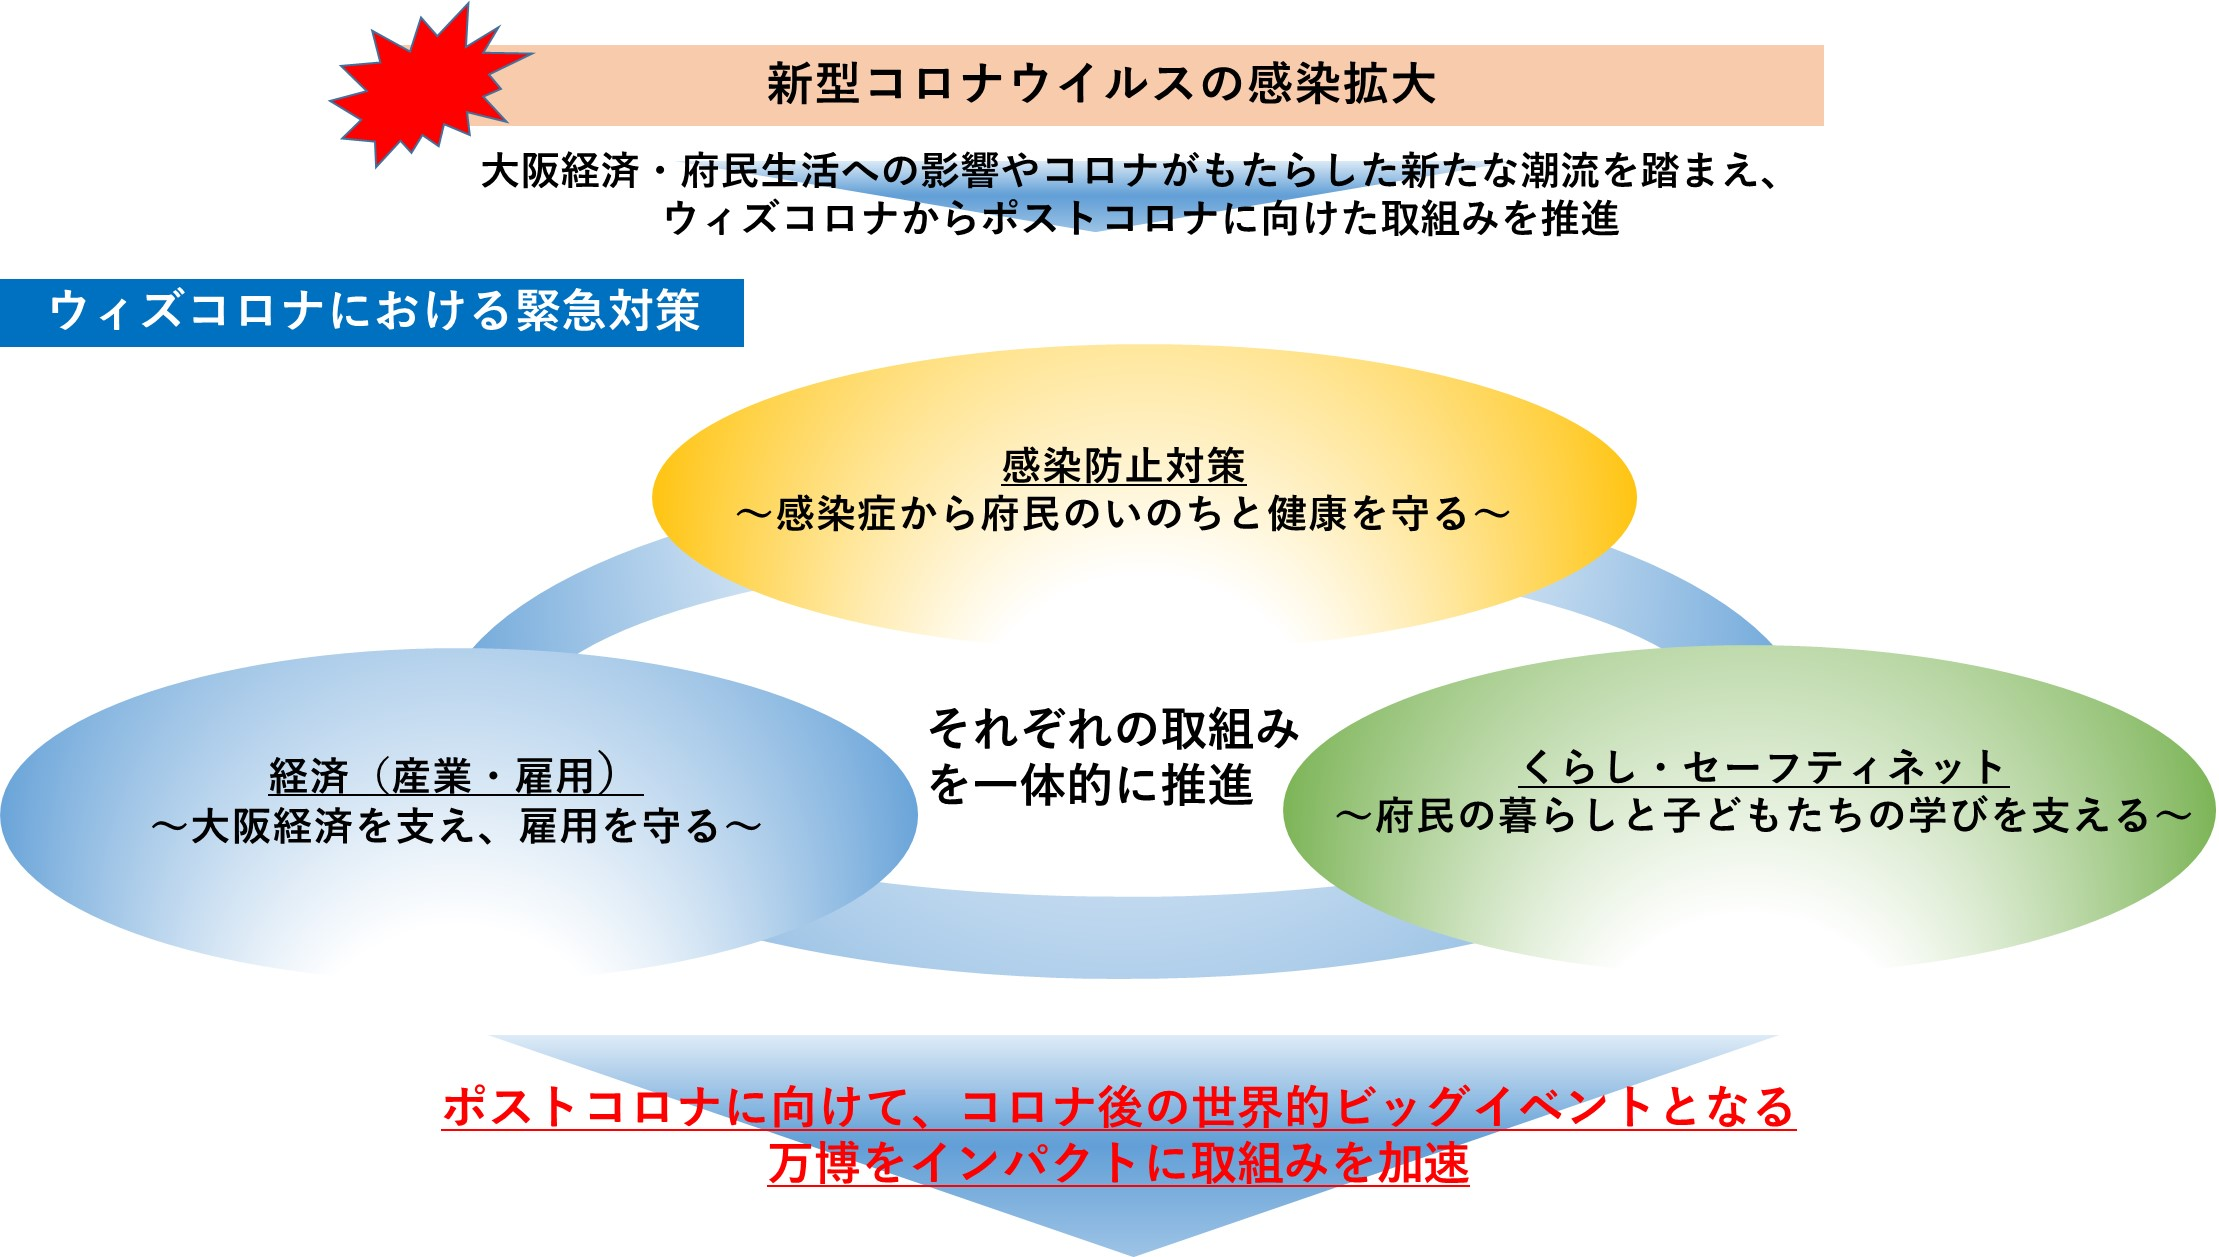 新型コロナウイルスの感染拡大
大阪経済・府民生活への影響やコロナがもたらした新たな潮流を踏まえ、
ウィズコロナからポストコロナに向けた取組みを推進
ウィズコロナにおける緊急対策
感染防止対策
～感染症から府民のいのちと健康を守る～
それぞれの取組み
を一体的に推進
経済（産業・雇用）
～大阪経済を支え、雇用を守る～
くらし・セーフティネット
～府民の暮らしと子どもたちの学びを支える～
ポストコロナに向けて、コロナ後の世界的ビッグイベントとなる
万博をインパクトに取組みを加速